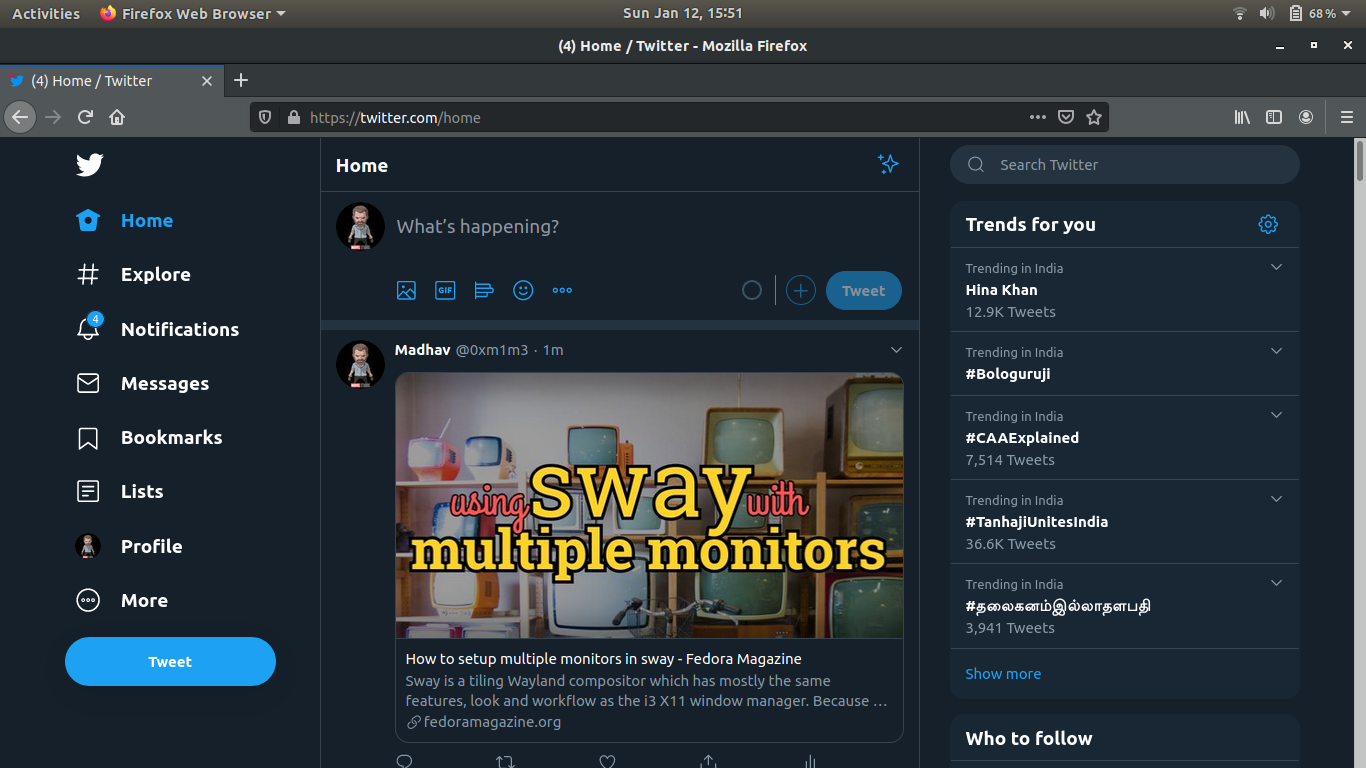 Activities
Firefox Web Browser
Sun Jan 12, 15:51
68%
(4) Home / Twitter - Mozilla Firefox
(4) Home / Twitter
https://twitter.com/home
Home
Explore
4
Notifications
Messages
Bookmarks
Lists
Profile
More
Tweet
Home
What's happening?
GIF
Tweet
Madhav @0xm1m3 · 1m
using sway with
multiple monitors
How to setup multiple monitors in sway - Fedora Magazine
Sway is a tiling Wayland compositor which has mostly the same
features, look and workflow as the i3 X11 window manager. Because …
fedoramagazine.org
Search Twitter
Trends for you
Trending in India
Hina Khan
12.9K Tweets
Trending in India
#Bologuruji
Trending in India
#CAAExplained
7,514 Tweets
Trending in India
#TanhajiUnitesIndia
36.6K Tweets
Trending in India
#தலைகனம்இல்லாதளபதி
3,941 Tweets
Show more
Who to follow